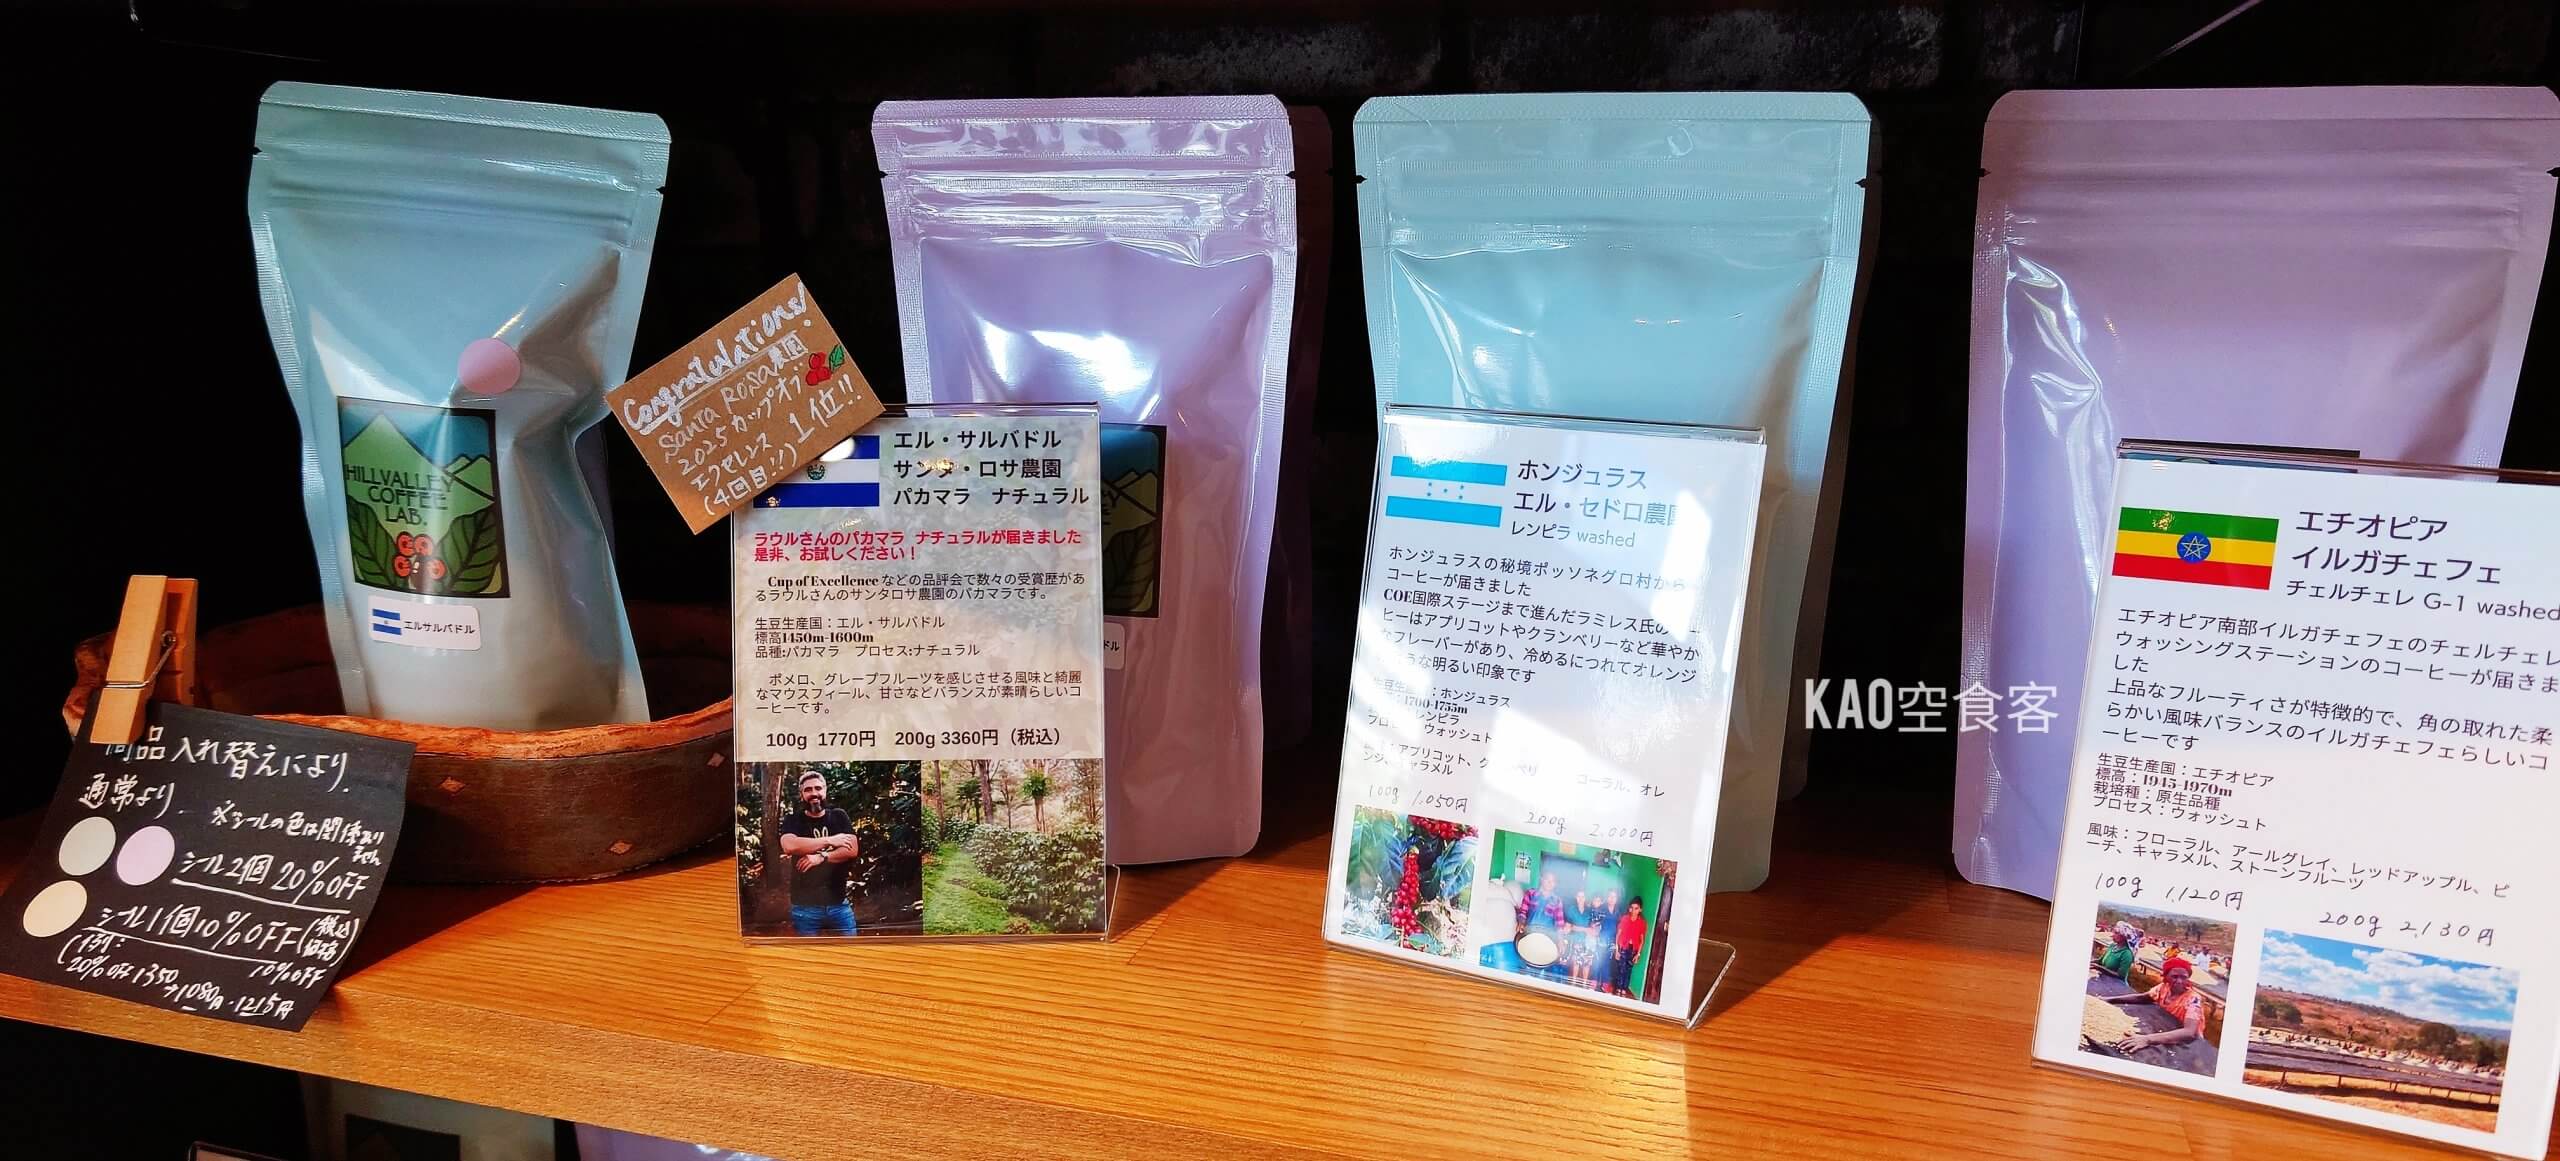 HILLVALLEY
COFFEE
LAB.
エルサルバドル
商品入れ替えにより、
通常より、
※シールの色は関係ありません
シール2個 20%OFF
シール1個10%OFF(税込価格)
20%OFF 1350
→1080円・1215円
10%OFF
Congratulations!
Santa Rosa農園
2025 カップオブ
エクセレンス 1位!!
(4回目!!)
エル・サルバドル
サンタ・ロサ農園
パカマラ ナチュラル
ラウルさんのパカマラ ナチュラルが届きました
是非、お試しください！
Cup of Excellence などの品評会で数々の受賞歴があ
るラウルさんのサンタロサ農園のパカマラです。
生豆生産国：エル・サルバドル
標高1450m-1600m
品種:パカマラ プロセス:ナチュラル
ポメロ、グレープフルーツを感じさせる風味と綺麗
なマウスフィール、甘さなどバランスが素晴らしいコ
ーヒーです。
100g 1770円 200g 3360円（税込）
ドル
ホンジュラス
エル・セドロ農園
レンピラ washed
ホンジュラスの秘境ポッソネグロ村から
コーヒーが届きました
COE国際ステージまで進んだラミレス氏の
ヒーはアプリコットやクランベリーなど華やか
なフレーバーがあり、冷めるにつれてオレンジ
うな明るい印象です
生豆生産国：ホンジュラス
1700-1755m
レンピラ
ウォッシュト
：アプリコット、
コーラル、オレ
ンジ、キャラメル
100g 1,050円
200g 2,000円
KAO空食客
エチオピア
イルガチェフェ
チェルチェレ G-1 washed
エチオピア南部イルガチェフェのチェルチェレ
ウォッシングステーションのコーヒーが届きま
した
上品なフルーティさが特徴的で、角の取れた柔
らかい風味バランスのイルガチェフェらしいコ
ーヒーです
生豆生産国：エチオピア
標高：1945-1970m
栽培種：原生品種
プロセス：ウォッシュト
風味：フローラル、アールグレイ、レッドアップル、ピ
ーチ、キャラメル、ストーンフルーツ
100g 1,120円
200g 2,130円